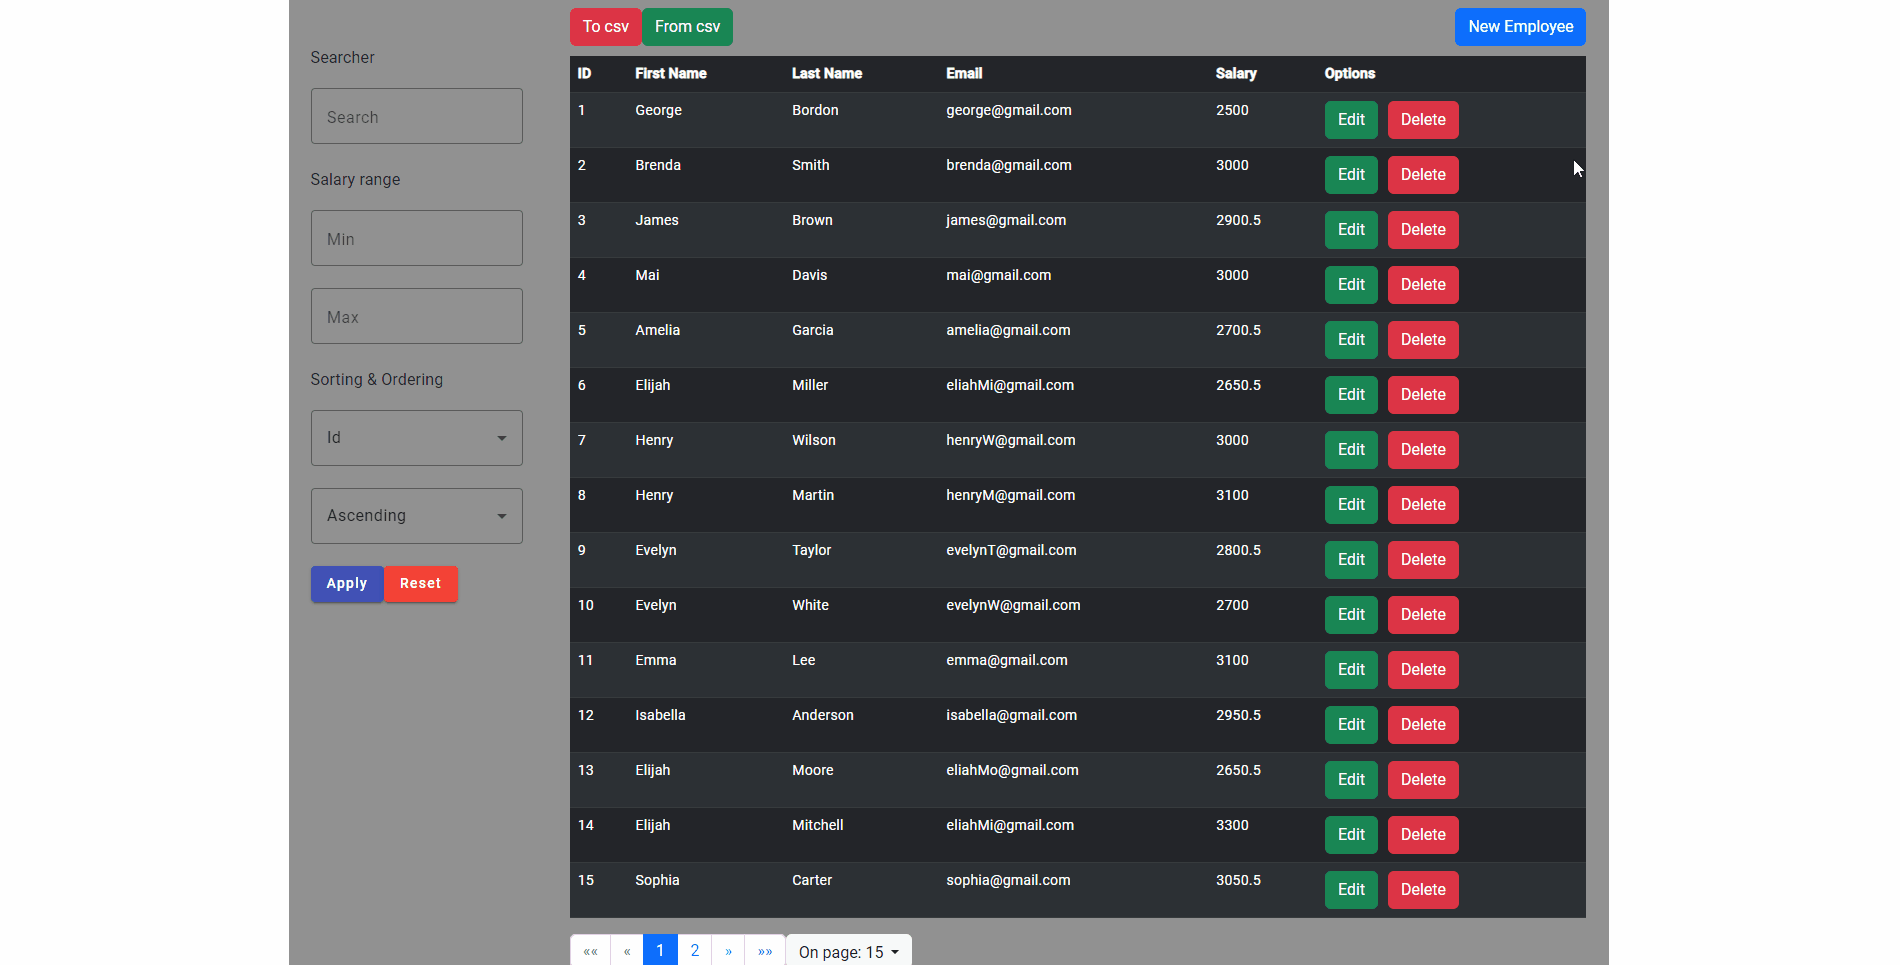 Searcher
Search
Salary range
Min
Max
Sorting & Ordering
Id
Ascending
Apply Reset
To csv From csv New Employee
ID First Name Last Name Email Salary Options
1 George Bordon george@gmail.com 2500 Edit Delete
2 Brenda Smith brenda@gmail.com 3000 Edit Delete
3 James Brown james@gmail.com 2900.5 Edit Delete
4 Mai Davis mai@gmail.com 3000 Edit Delete
5 Amelia Garcia amelia@gmail.com 2700.5 Edit Delete
6 Elijah Miller eliahMi@gmail.com 2650.5 Edit Delete
7 Henry Wilson henryW@gmail.com 3000 Edit Delete
8 Henry Martin henryM@gmail.com 3100 Edit Delete
9 Evelyn Taylor evelynT@gmail.com 2800.5 Edit Delete
10 Evelyn White evelynW@gmail.com 2700 Edit Delete
11 Emma Lee emma@gmail.com 3100 Edit Delete
12 Isabella Anderson isabella@gmail.com 2950.5 Edit Delete
13 Elijah Moore eliahMo@gmail.com 2650.5 Edit Delete
14 Elijah Mitchell eliahMi@gmail.com 3300 Edit Delete
15 Sophia Carter sophia@gmail.com 3050.5 Edit Delete
«« « 1 2 » »» On page: 15